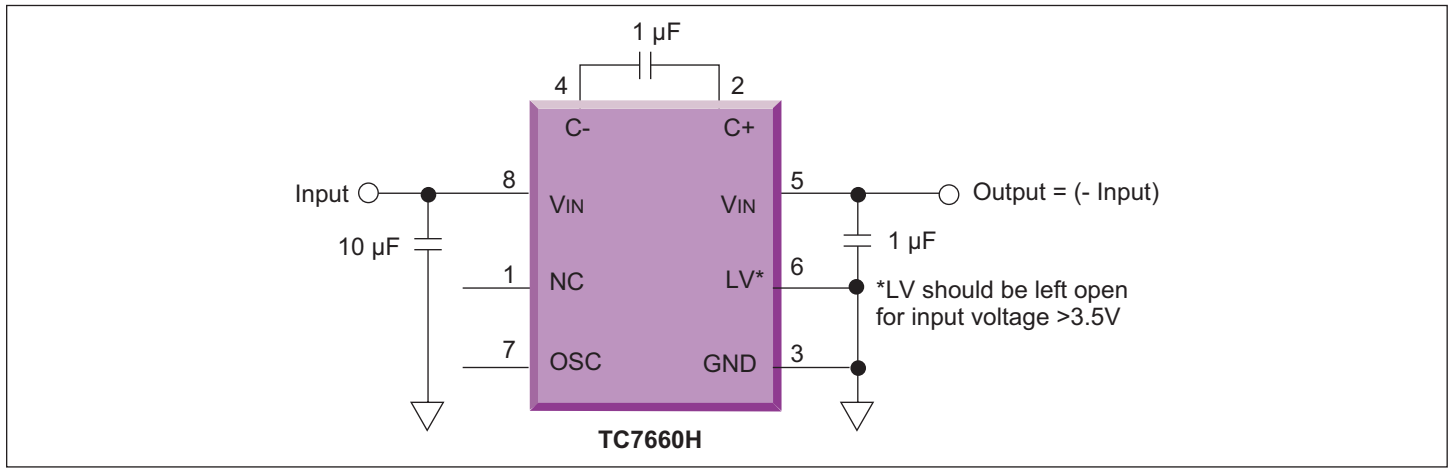 1 µF
4
2
C-
C+
Input
8
5
Output = (- Input)
VIN
VIN
10 µF
1 µF
1
NC
LV*
6
*LV should be left open
for input voltage >3.5V
7
OSC
GND
3
TC7660H